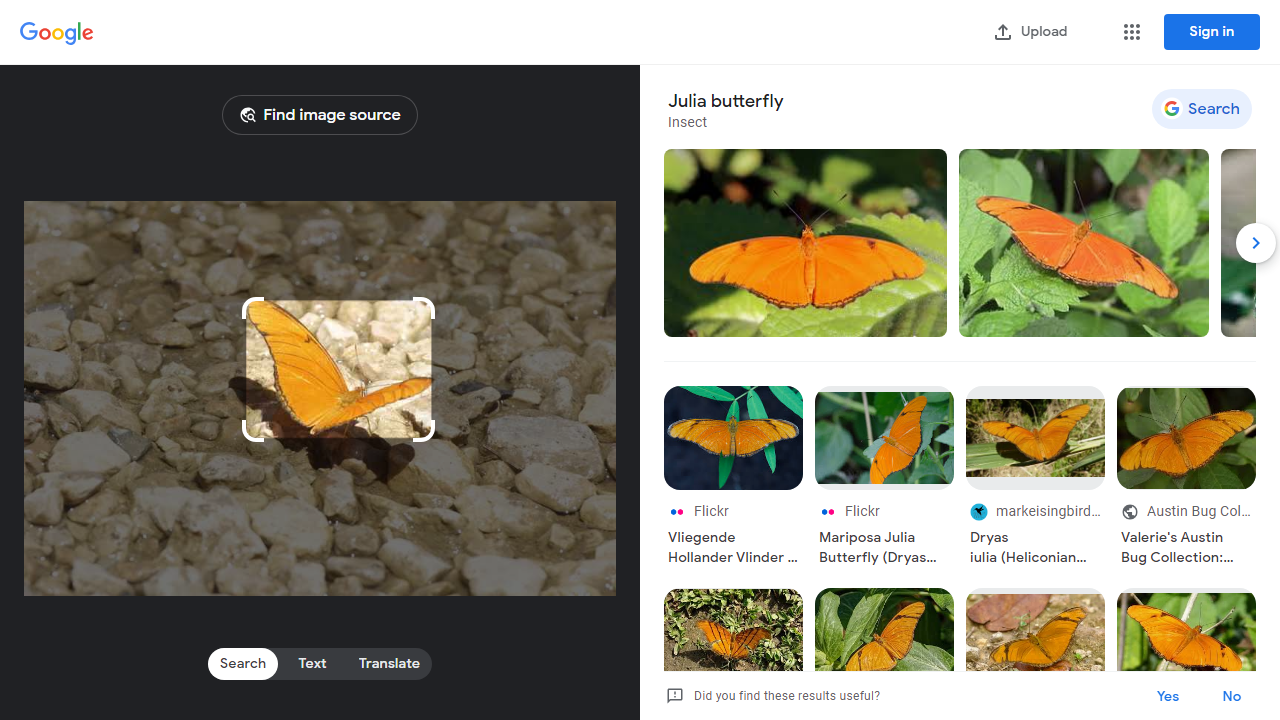 Google
Upload
Sign in
Find image source
Search
Text
Translate
Julia butterfly
Insect
Search
Flickr
Vliegende
Hollander Vlinder ...
Flickr
Mariposa Julia
Butterfly (Dryas...
markeisingbird...
Dryas
iulia (Heliconian...
Austin Bug Col...
Valerie's Austin
Bug Collection:...
Did you find these results useful?
Yes
No